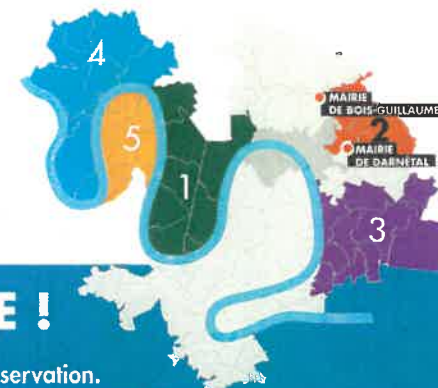 4
MAIRIE
DE BOIS-GUILLAUME
2
MAIRIE
DE DARNÉTAL
5
1
3
E !
servation.